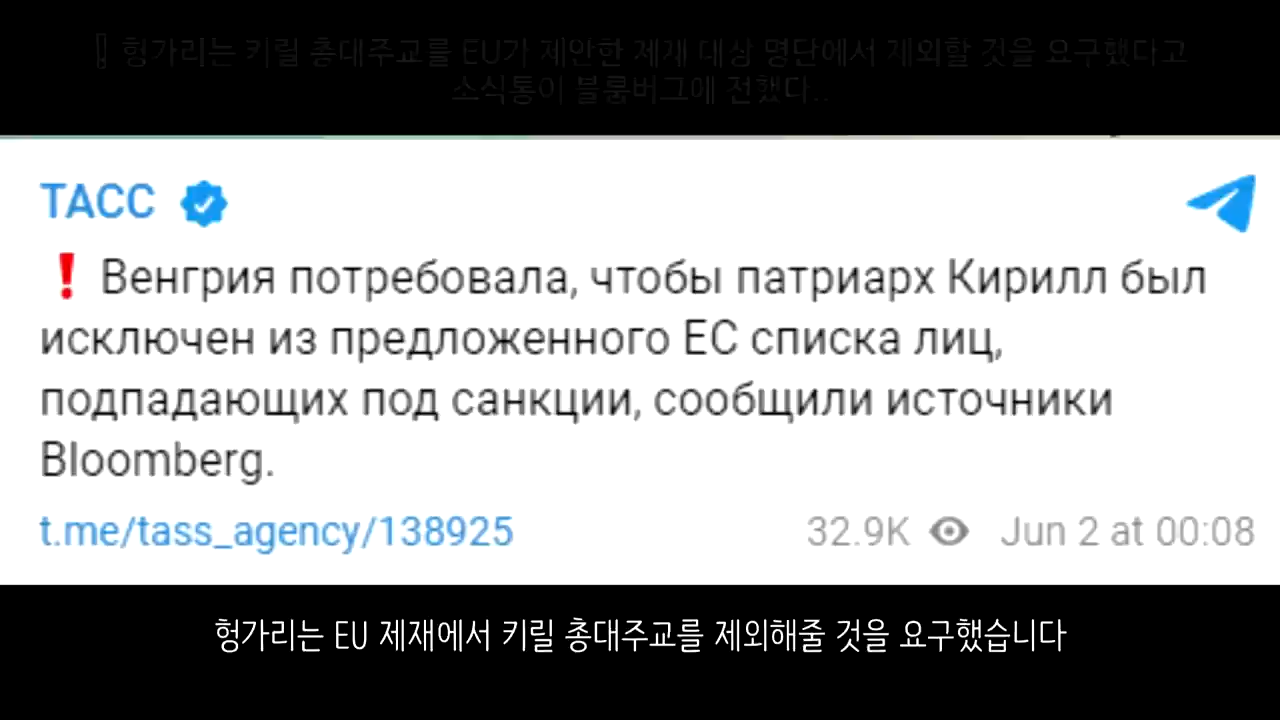 ❗ 헝가리는 키릴 총대주교를 EU가 제안한 제재 대상 명단에서 제외할 것을 요구했다고
소식통이 블룸버그에 전했다..
ТАСС
❗ Венгрия потребовала, чтобы патриарх Кирилл был
исключен из предложенного ЕС списка лиц,
подпадающих под санкции, сообщили источники
Bloomberg.
t.me/tass_agency/138925 32.9K Jun 2 at 00:08
헝가리는 EU 제재에서 키릴 총대주교를 제외해줄 것을 요구했습니다